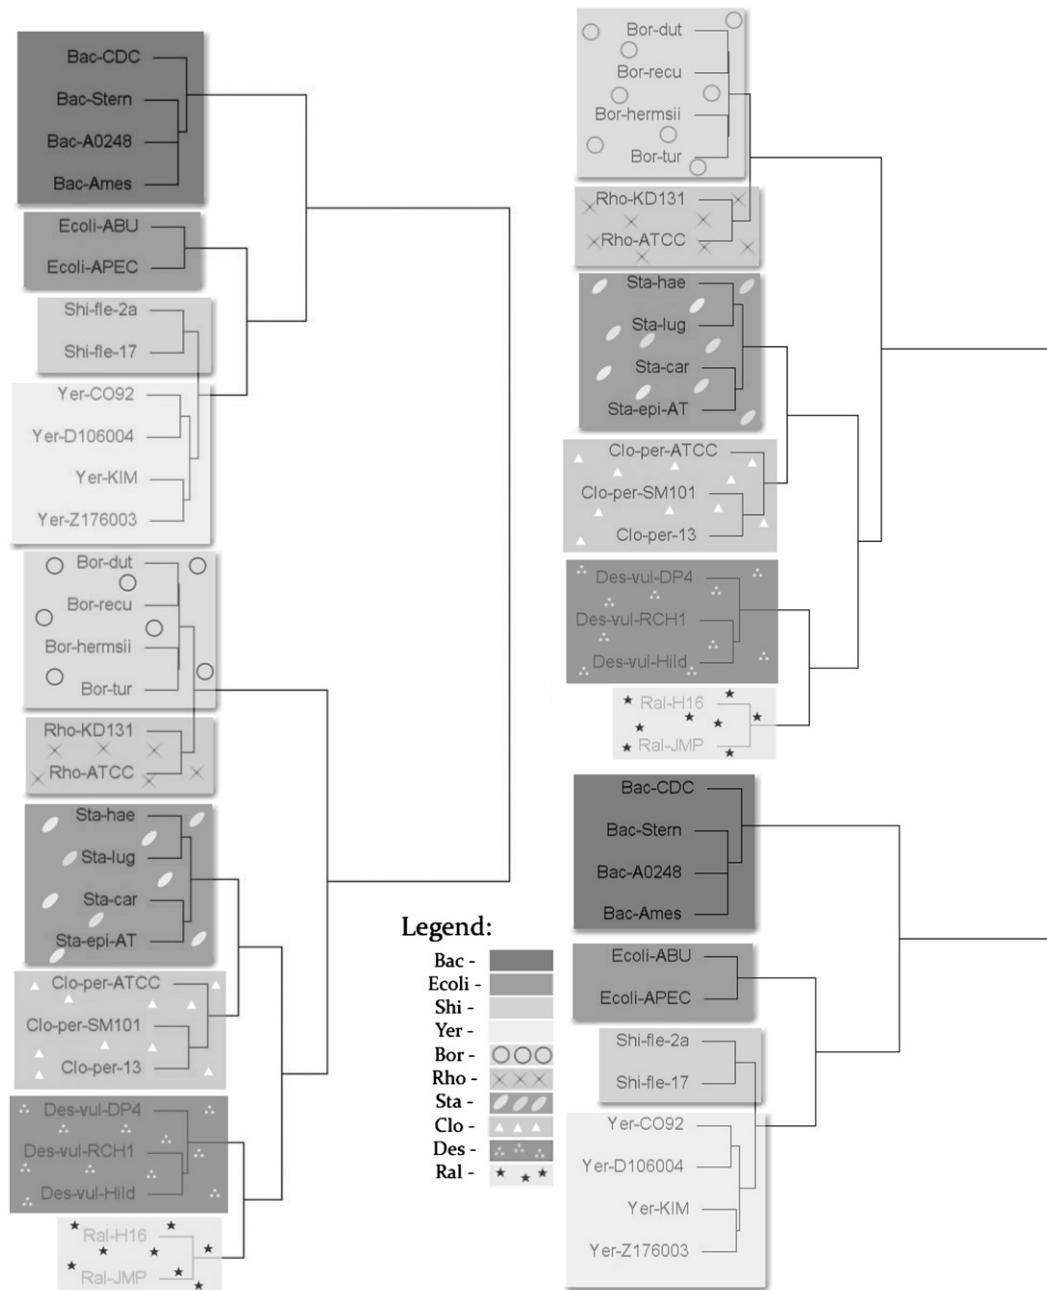 Bac-CDC
Bac-Stern
Bac-A0248
Bac-Ames
Ecoli-ABU
Ecoli-APEC
Shi-fle-2a
Shi-fle-17
Yer-CO92
Yer-D106004
Yer-KIM
Yer-Z176003
Bor-dut
Bor-recu
Bor-hermsii
Bor-tur
Rho-KD131
Rho-ATCC
Sta-hae
Sta-lug
Sta-car
Sta-epi-AT
Clo-per-ATCC
Clo-per-SM101
Clo-per-13
Des-vul-DP4
Des-vul-RCH1
Des-vul-Hild
Ral-H16
Ral-JMP
Legend:
Bac -
Ecoli -
Shi -
Yer -
Bor -
Rho -
Sta -
Clo -
Des -
Ral -
Bor-dut
Bor-recu
Bor-hermsii
Bor-tur
Rho-KD131
Rho-ATCC
Sta-hae
Sta-lug
Sta-car
Sta-epi-AT
Clo-per-ATCC
Clo-per-SM101
Clo-per-13
Des-vul-DP4
Des-vul-RCH1
Des-vul-Hild
Ral-H16
Ral-JMP
Bac-CDC
Bac-Stern
Bac-A0248
Bac-Ames
Ecoli-ABU
Ecoli-APEC
Shi-fle-2a
Shi-fle-17
Yer-CO92
Yer-D106004
Yer-KIM
Yer-Z176003